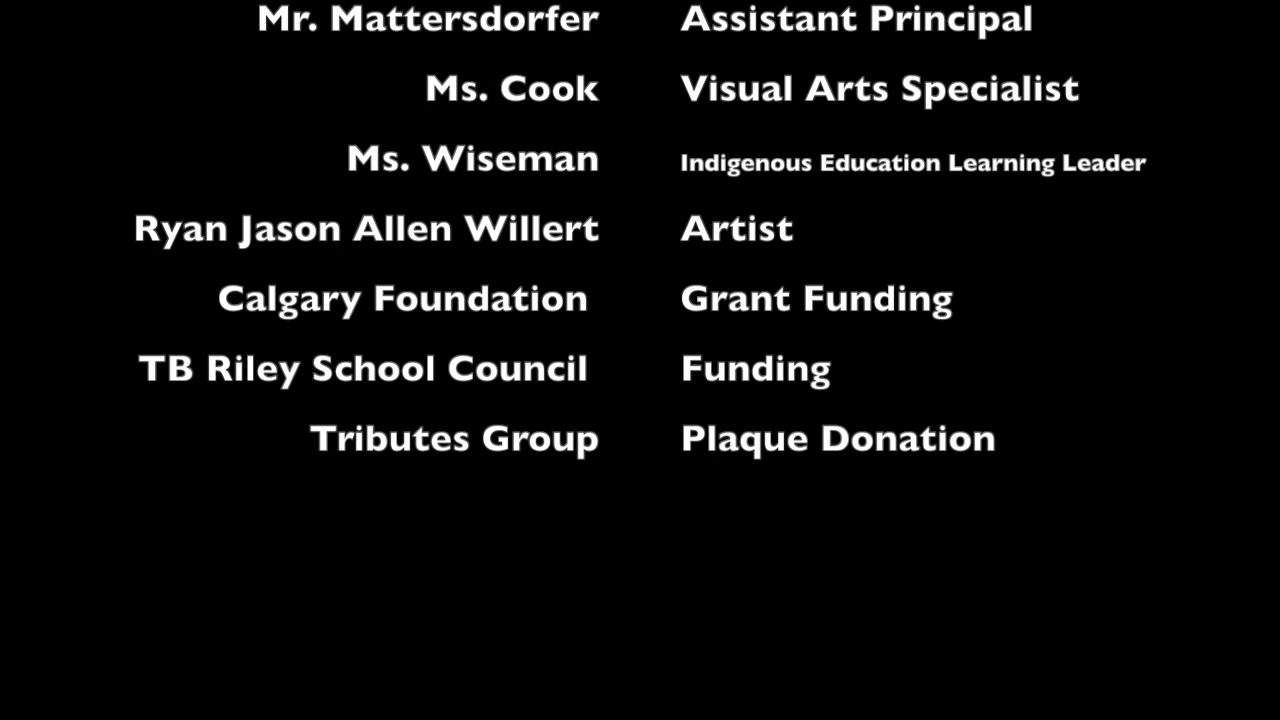 Mr. Mattersdorfer Assistant Principal
Ms. Cook Visual Arts Specialist
Ms. Wiseman Indigenous Education Learning Leader
Ryan Jason Allen Willert Artist
Calgary Foundation Grant Funding
TB Riley School Council Funding
Tributes Group Plaque Donation